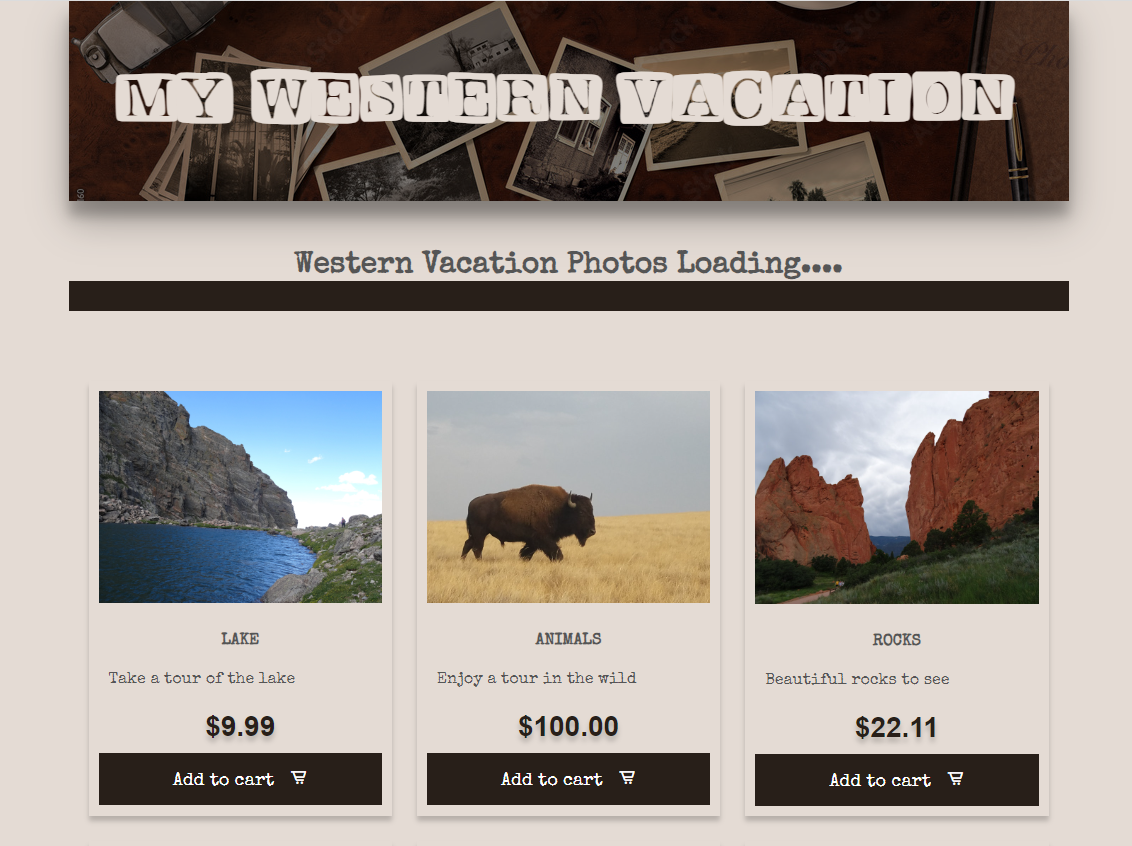 MY WESTERN VACATION
Western Vacation Photos Loading....
LAKE
Take a tour of the lake
$9.99
Add to cart
ANIMALS
Enjoy a tour in the wild
$100.00
Add to cart
ROCKS
Beautiful rocks to see
$22.11
Add to cart